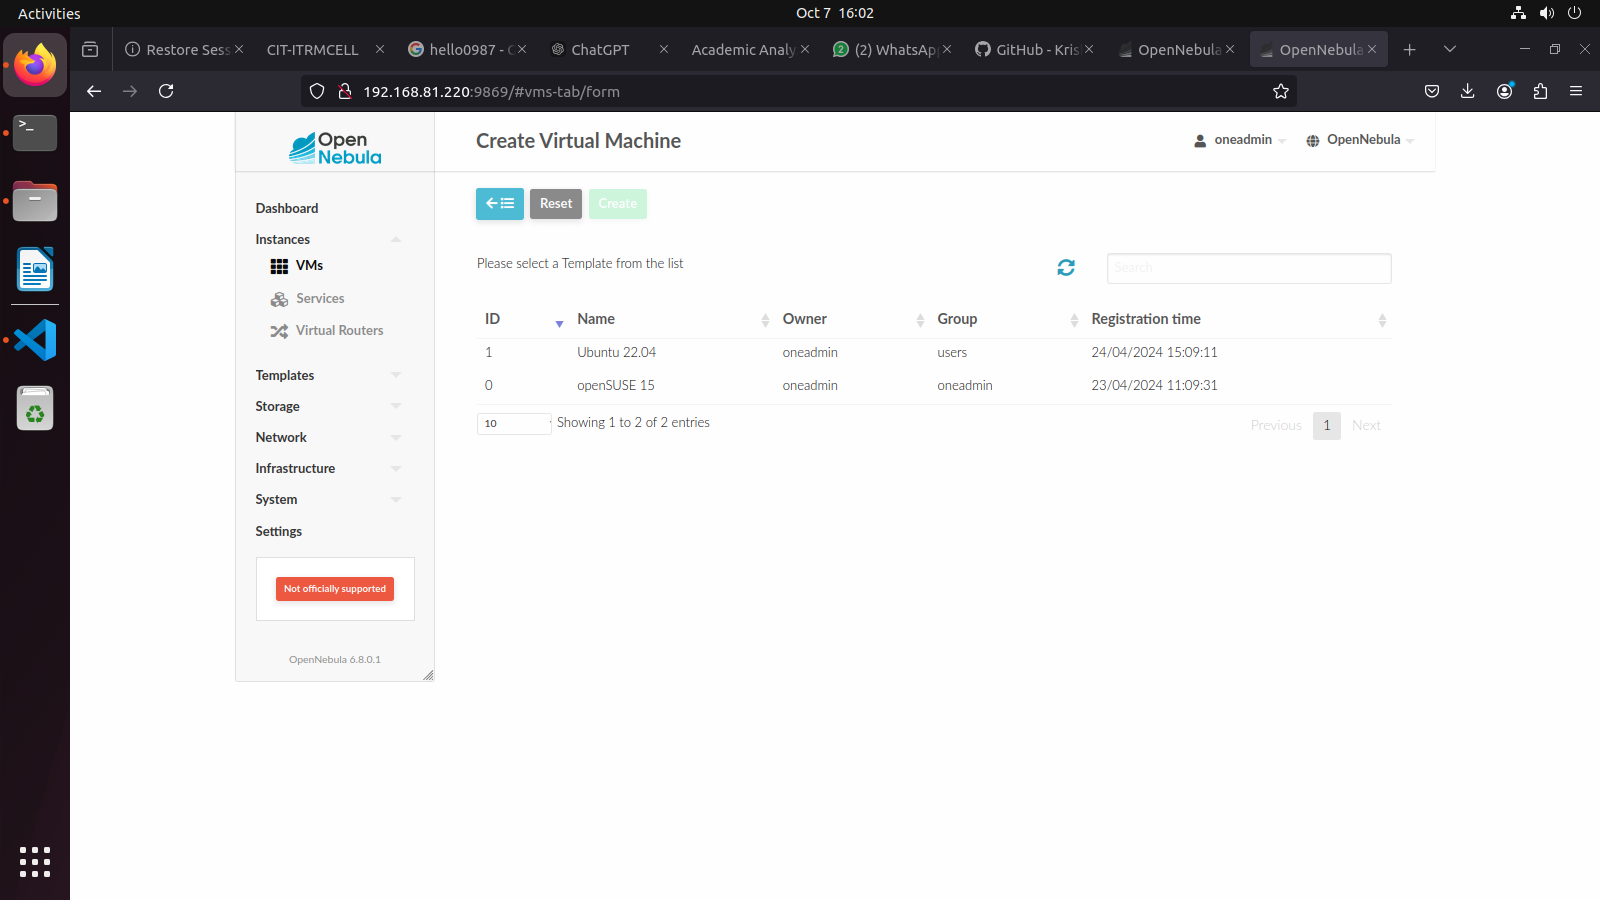 Activities
Oct 7 16:02
Restore Sess
CIT-ITRMCELL
hello0987 - G
ChatGPT
Academic Analy
(2) WhatsApp
GitHub - Kris
OpenNebula
OpenNebula
192.168.81.220:9869/#vms-tab/form
Open
Nebula
Create Virtual Machine
oneadmin
OpenNebula
Dashboard
Instances
VMs
Services
Virtual Routers
Templates
Storage
Network
Infrastructure
System
Settings
Not officially supported
OpenNebula 6.8.0.1
Reset
Create
Please select a Template from the list
Search
ID Name Owner Group Registration time
1 Ubuntu 22.04 oneadmin users 24/04/2024 15:09:11
0 openSUSE 15 oneadmin oneadmin 23/04/2024 11:09:31
10 Showing 1 to 2 of 2 entries
Previous 1 Next